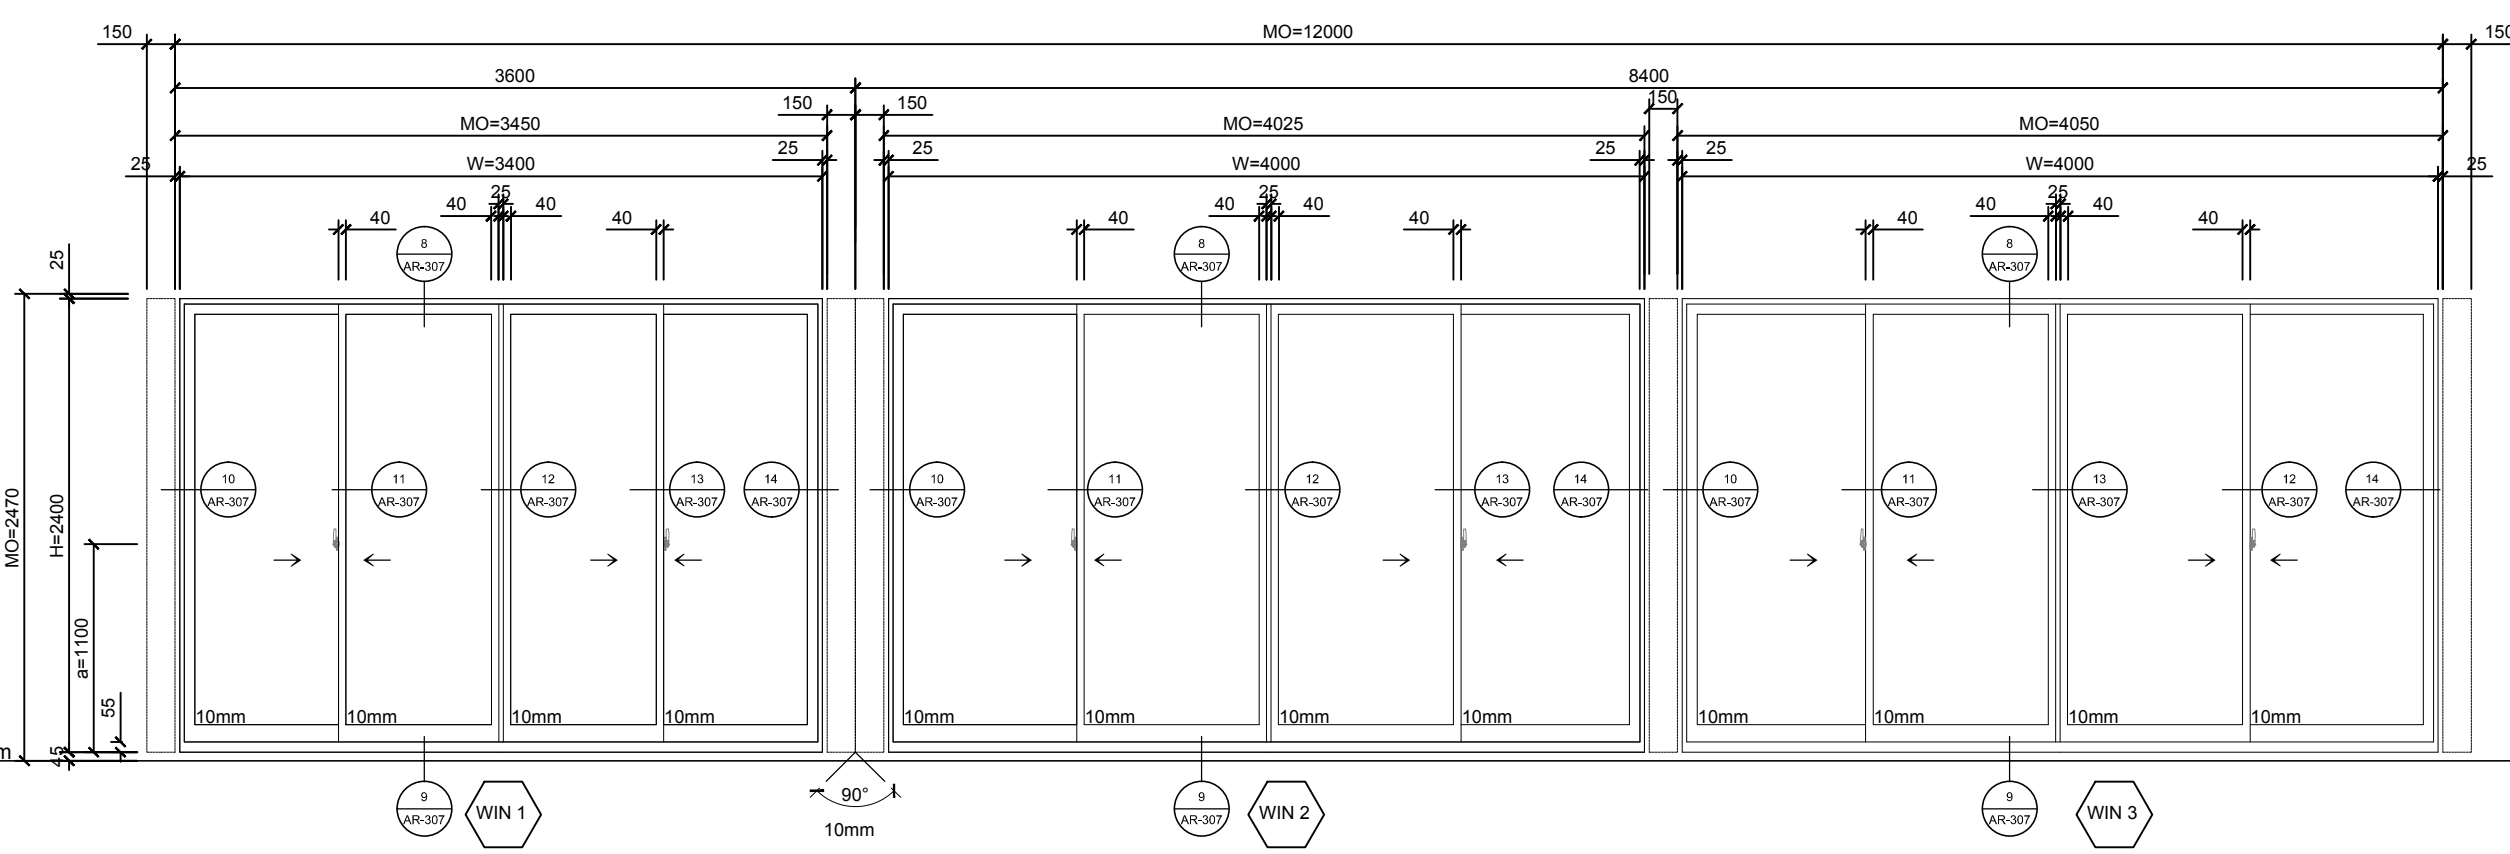 150
MO=12000
150
3600
8400
150
150
150
MO=3450
MO=4025
MO=4050
25
25
25
25
25
25
W=3400
W=4000
W=4000
25
25
25
40
40
40
40
40
40
40
40
40
40
40
40
8
AR-307
8
AR-307
8
AR-307
25
MO=2470
H=2400
a=1100
55
45
m
10
AR-307
11
AR-307
12
AR-307
13
AR-307
14
AR-307
10
AR-307
11
AR-307
12
AR-307
13
AR-307
14
AR-307
10
AR-307
11
AR-307
13
AR-307
12
AR-307
14
AR-307
10mm
10mm
10mm
10mm
10mm
10mm
10mm
10mm
10mm
10mm
10mm
10mm
9
AR-307
WIN 1
90°
10mm
9
AR-307
WIN 2
9
AR-307
WIN 3